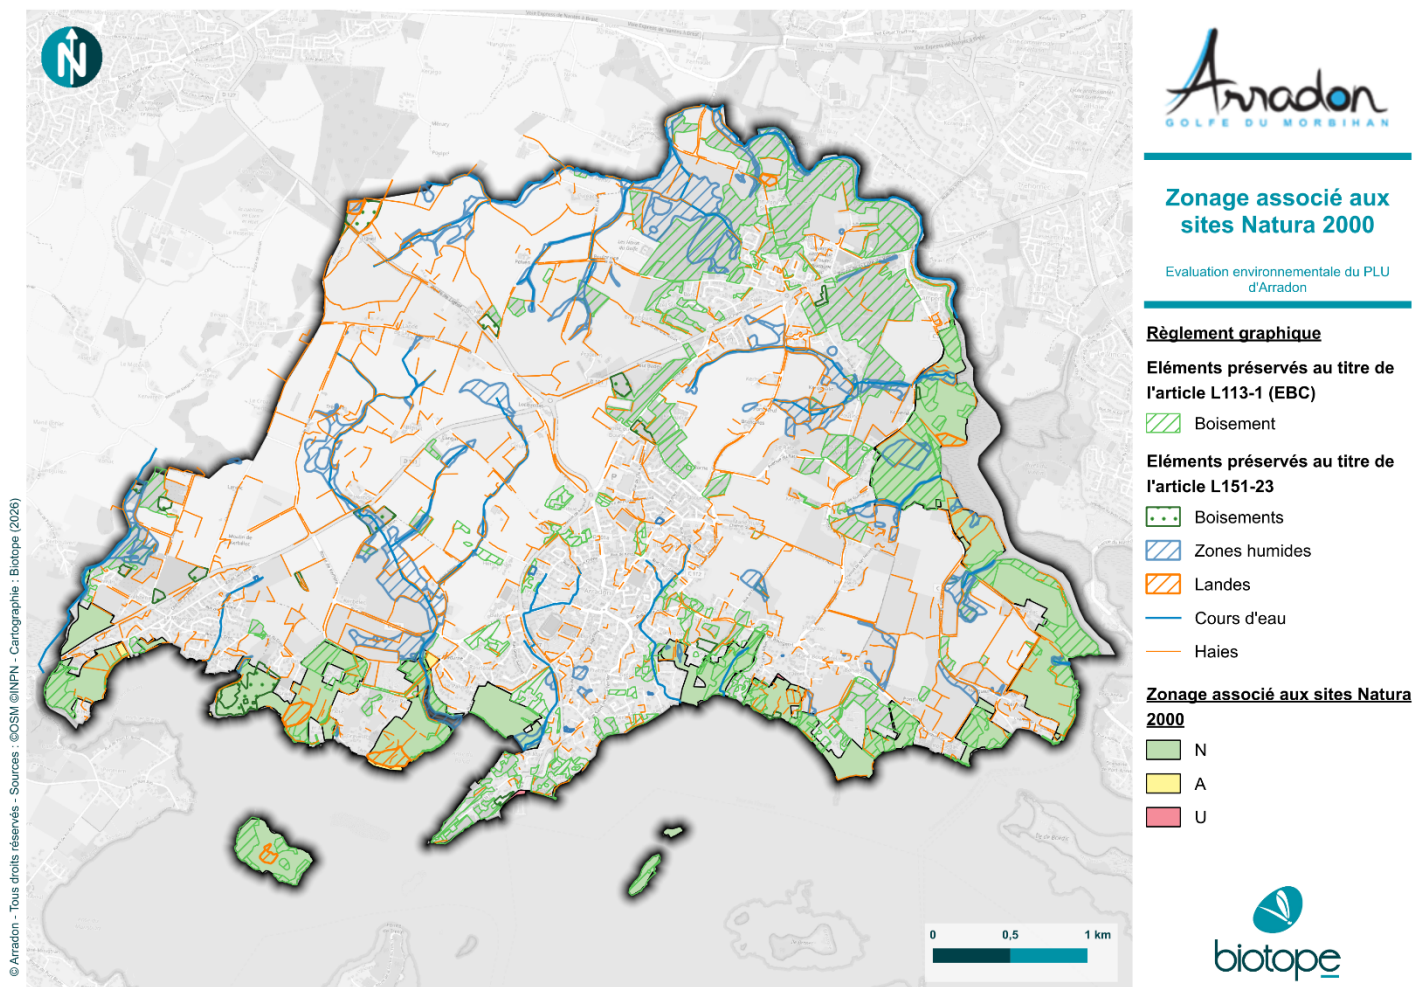 N
Arradon
GOLFE DU MORBIHAN
Zonage associé aux
sites Natura 2000
Evaluation environnementale du PLU
d'Arradon
Règlement graphique
Eléments préservés au titre de
l'article L113-1 (EBC)
Boisement
Eléments préservés au titre de
l'article L151-23
Boisements
Zones humides
Landes
Cours d'eau
Haies
Zonage associé aux sites Natura
2000
N
A
U
biotope
0 0,5 1 km
© Arradon - Tous droits réservés - Sources : ©OSM ©INPN - Cartographie : Biotope (2026)